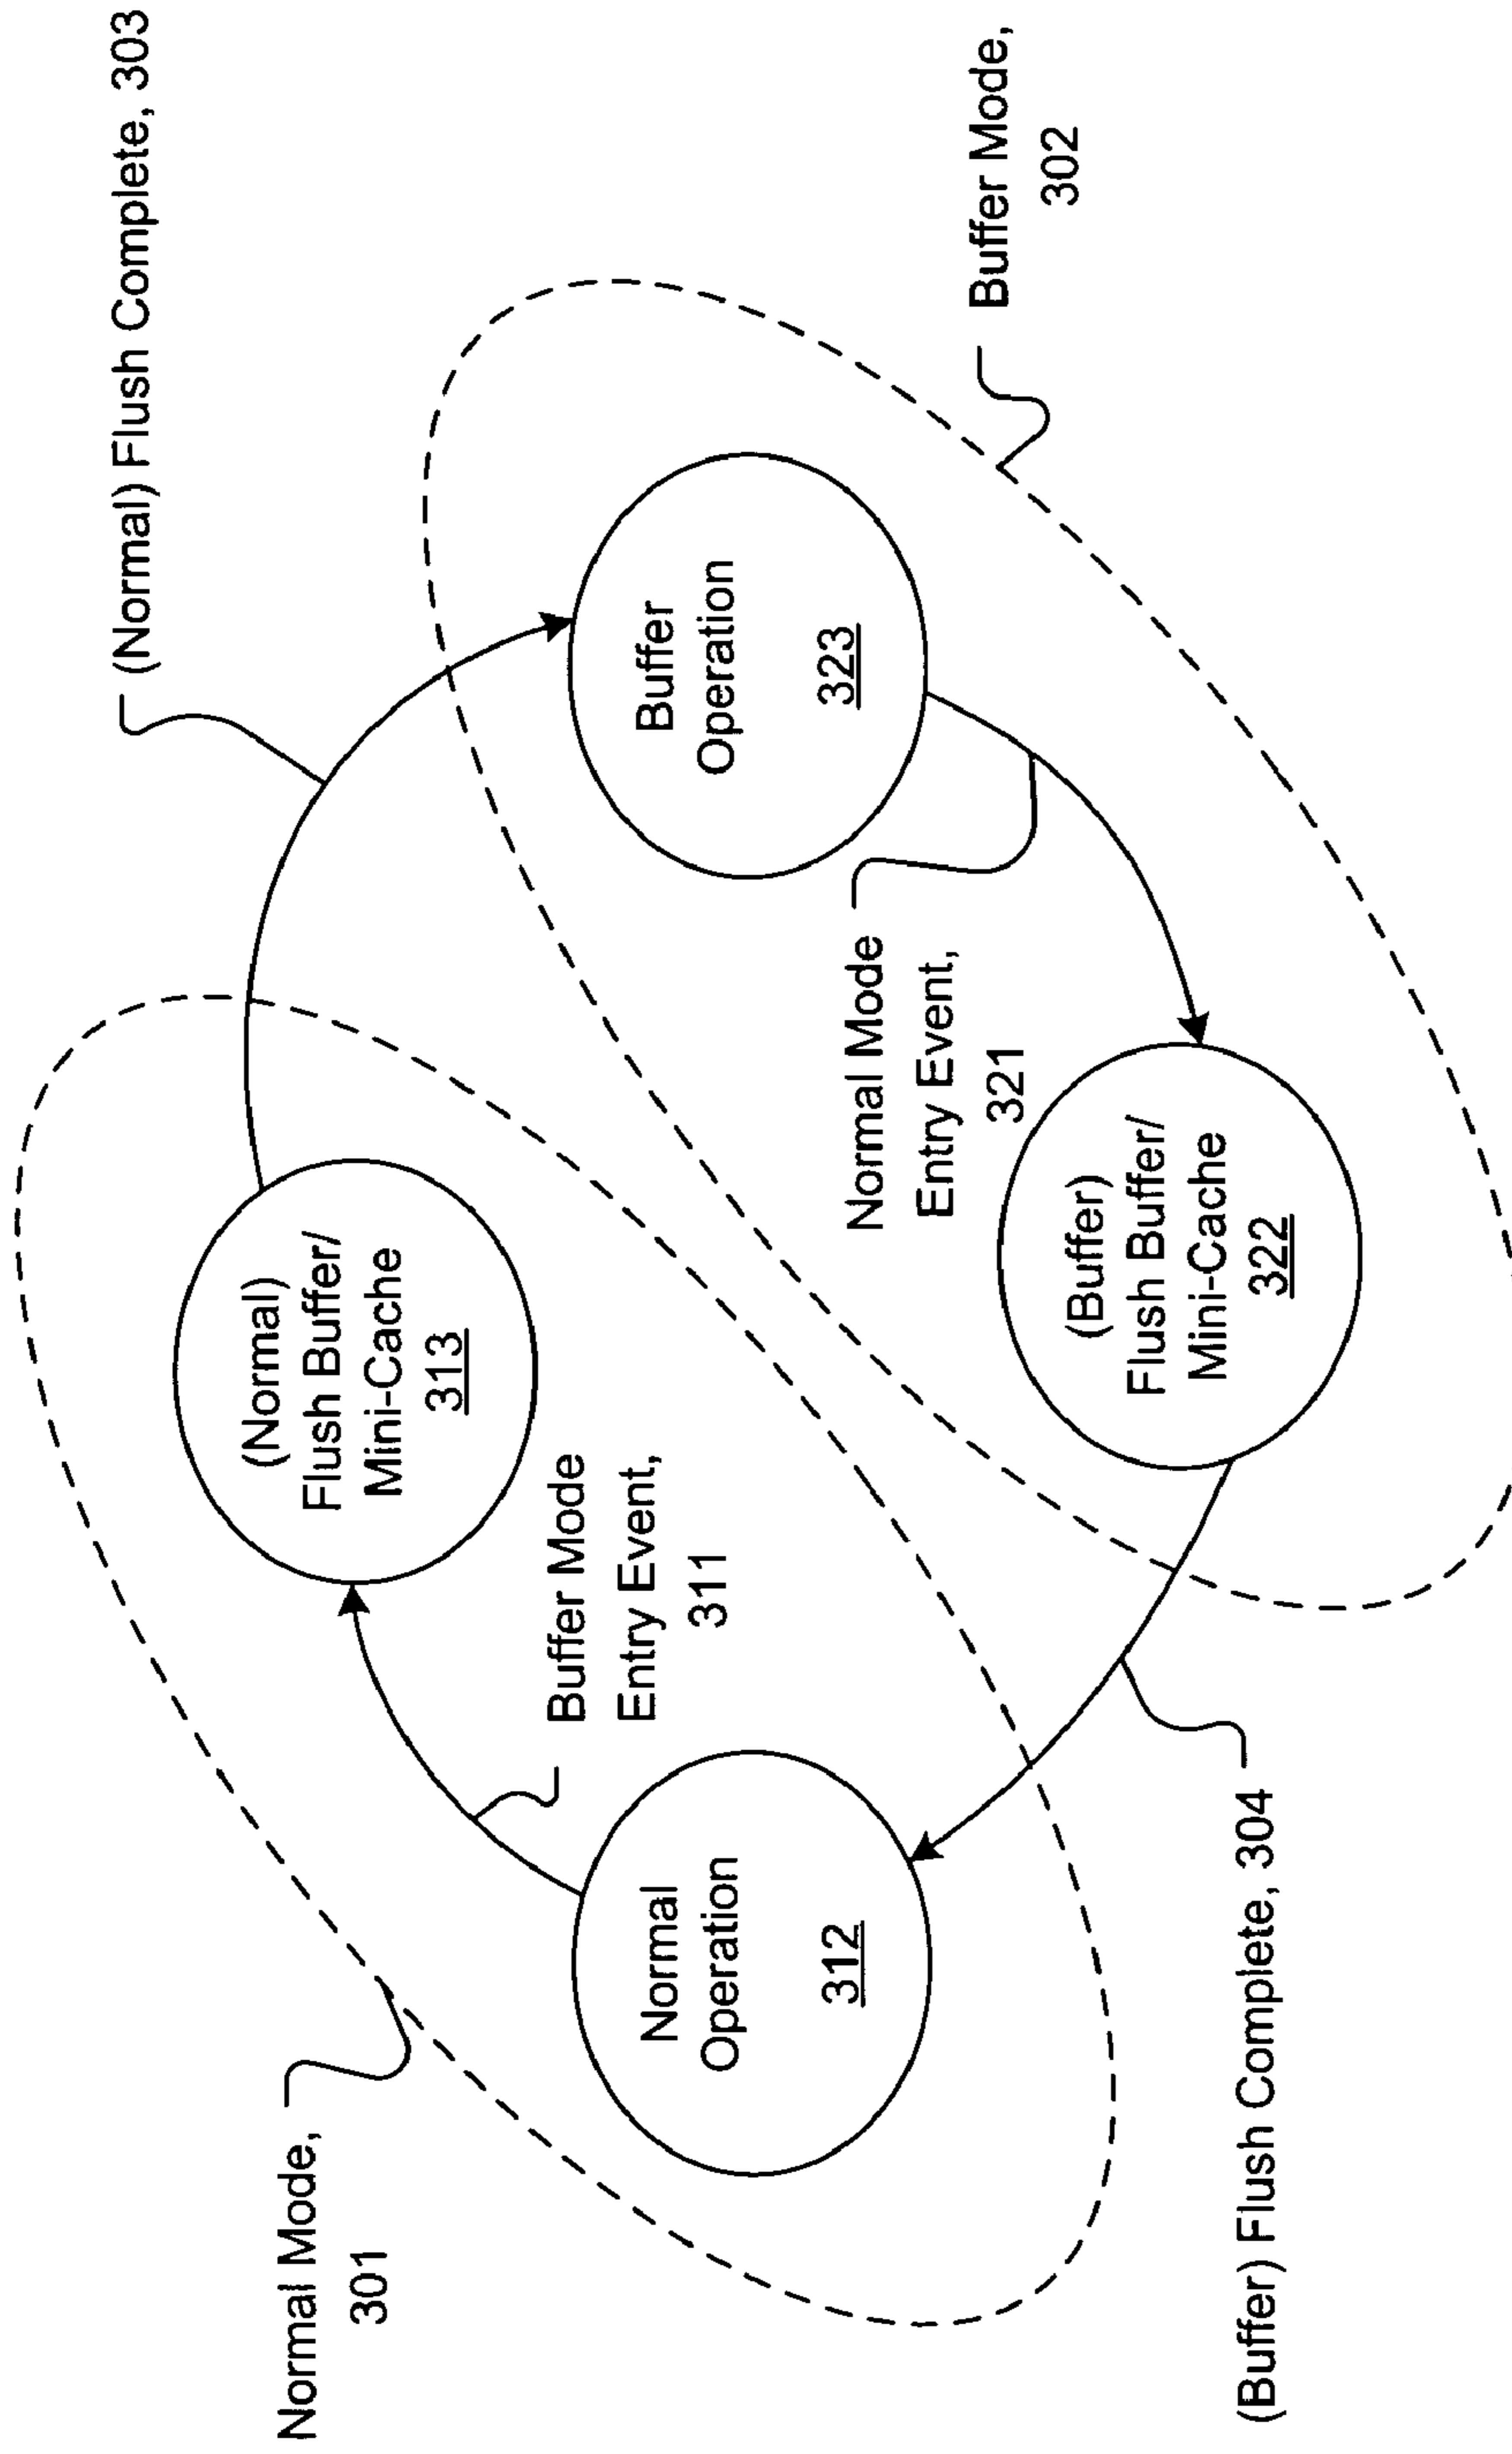 (Normal) Flush Complete, 303
Normal Mode,
301
(Normal)
Flush Buffer/
Mini-Cache
313
Buffer Mode
Entry Event,
311
Normal
Operation
312
Buffer
Operation
323
Normal Mode
Entry Event,
321
Buffer Mode,
302
(Buffer)
Flush Buffer/
Mini-Cache
322
(Buffer) Flush Complete, 304